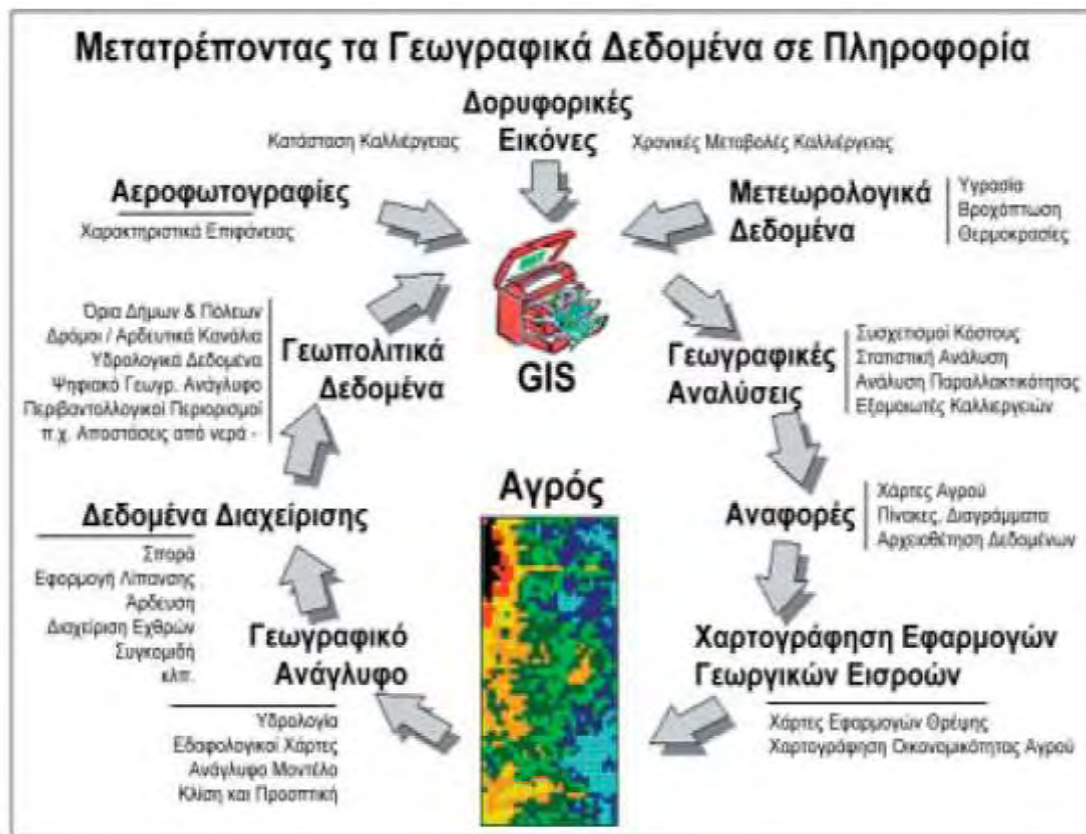 Μετατρέποντας τα Γεωγραφικά Δεδομένα σε Πληροφορία
Δορυφορικές
Εικόνες
Κατάσταση Καλλιέργειας
Χρονικές Μεταβολές Καλλιέργειας
Αεροφωτογραφίες
Χαρακτηριστικά Επιφάνειας
Μετεωρολογικά
Δεδομένα
Υγρασία
Βροχόπτωση
Θερμοκρασίες
GIS
Όρια Δήμων & Πόλεων
Δρόμοι / Αρδευτικά Κανάλια
Υδρολογικά Δεδομένα
Ψηφιακό Γεωγρ. Ανάγλυφο
Περιβαντολλογικοί Περιορισμοί
π.χ. Αποστάσεις από νερά -
Γεωπολιτικά
Δεδομένα
Γεωγραφικές
Αναλύσεις
Συσχετισμοί Κόστους
Στατιστική Ανάλυση
Ανάλυση Παραλλακτικότητας
Εξομοιωτές Καλλιεργειών
Δεδομένα Διαχείρισης
Σπορά
Εφορμογή Λίπανσης
Άρδευση
Διαχείριση Εχθρών
Συγκομιδή
κλπ.
Αγρός
Αναφορές
Χάρτες Αγρού
Πίνακες, Διαγράμματα
Αρχειοθέτηση Δεδομένων
Γεωγραφικό
Ανάγλυφο
Υδρολογία
Εδαφολογικοί Χάρτες
Ανάγλυφο Μοντέλο
Κλίση και Προοπτική
Χαρτογράφηση Εφαρμογών
Γεωργικών Εισροών
Χάρτες Εφαρμογών Θρέψης
Χαρτογράφηση Οικονομικότητας Αγρού